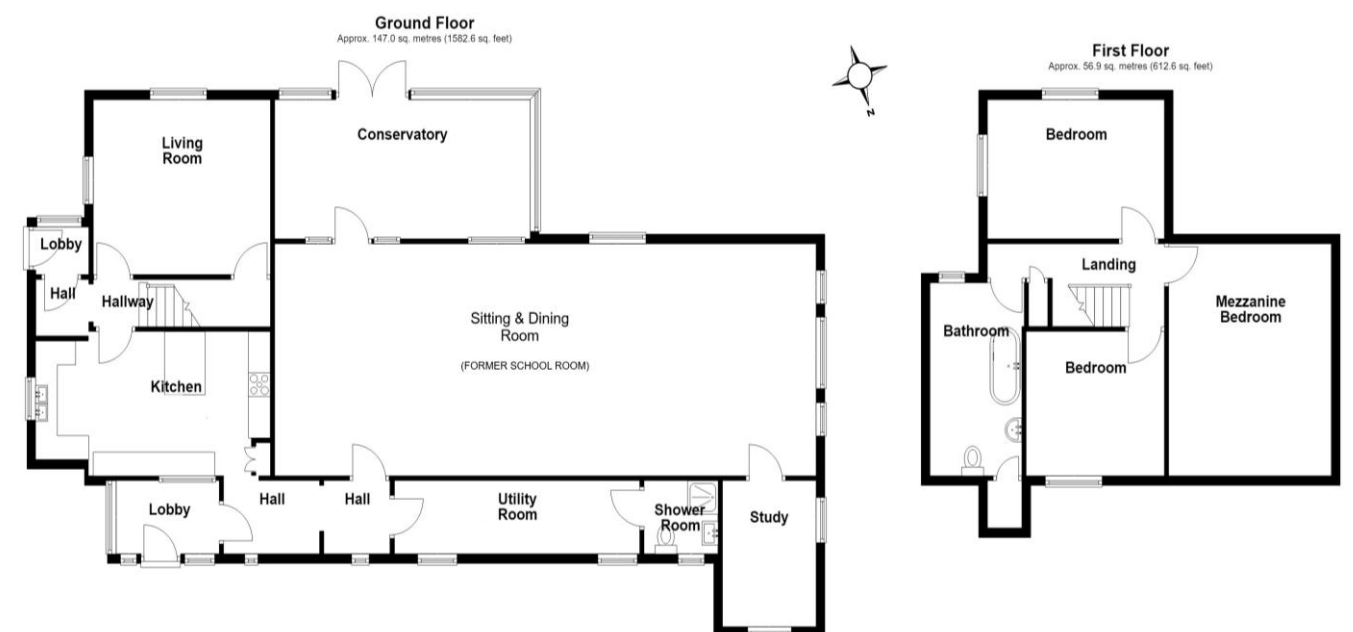 Ground Floor
Approx. 147.0 sq. metres (1582.6 sq. feet)
Living
Room
Conservatory
Lobby
Hall
Hallway
Sitting & Dining
Room
(FORMER SCHOOL ROOM)
Kitchen
Lobby
Hall
Hall
Utility
Room
Shower
Room
Study
N
First Floor
Approx. 56.9 sq. metres (612.6 sq. feet)
Bedroom
Landing
Mezzanine
Bedroom
Bathroom
Bedroom